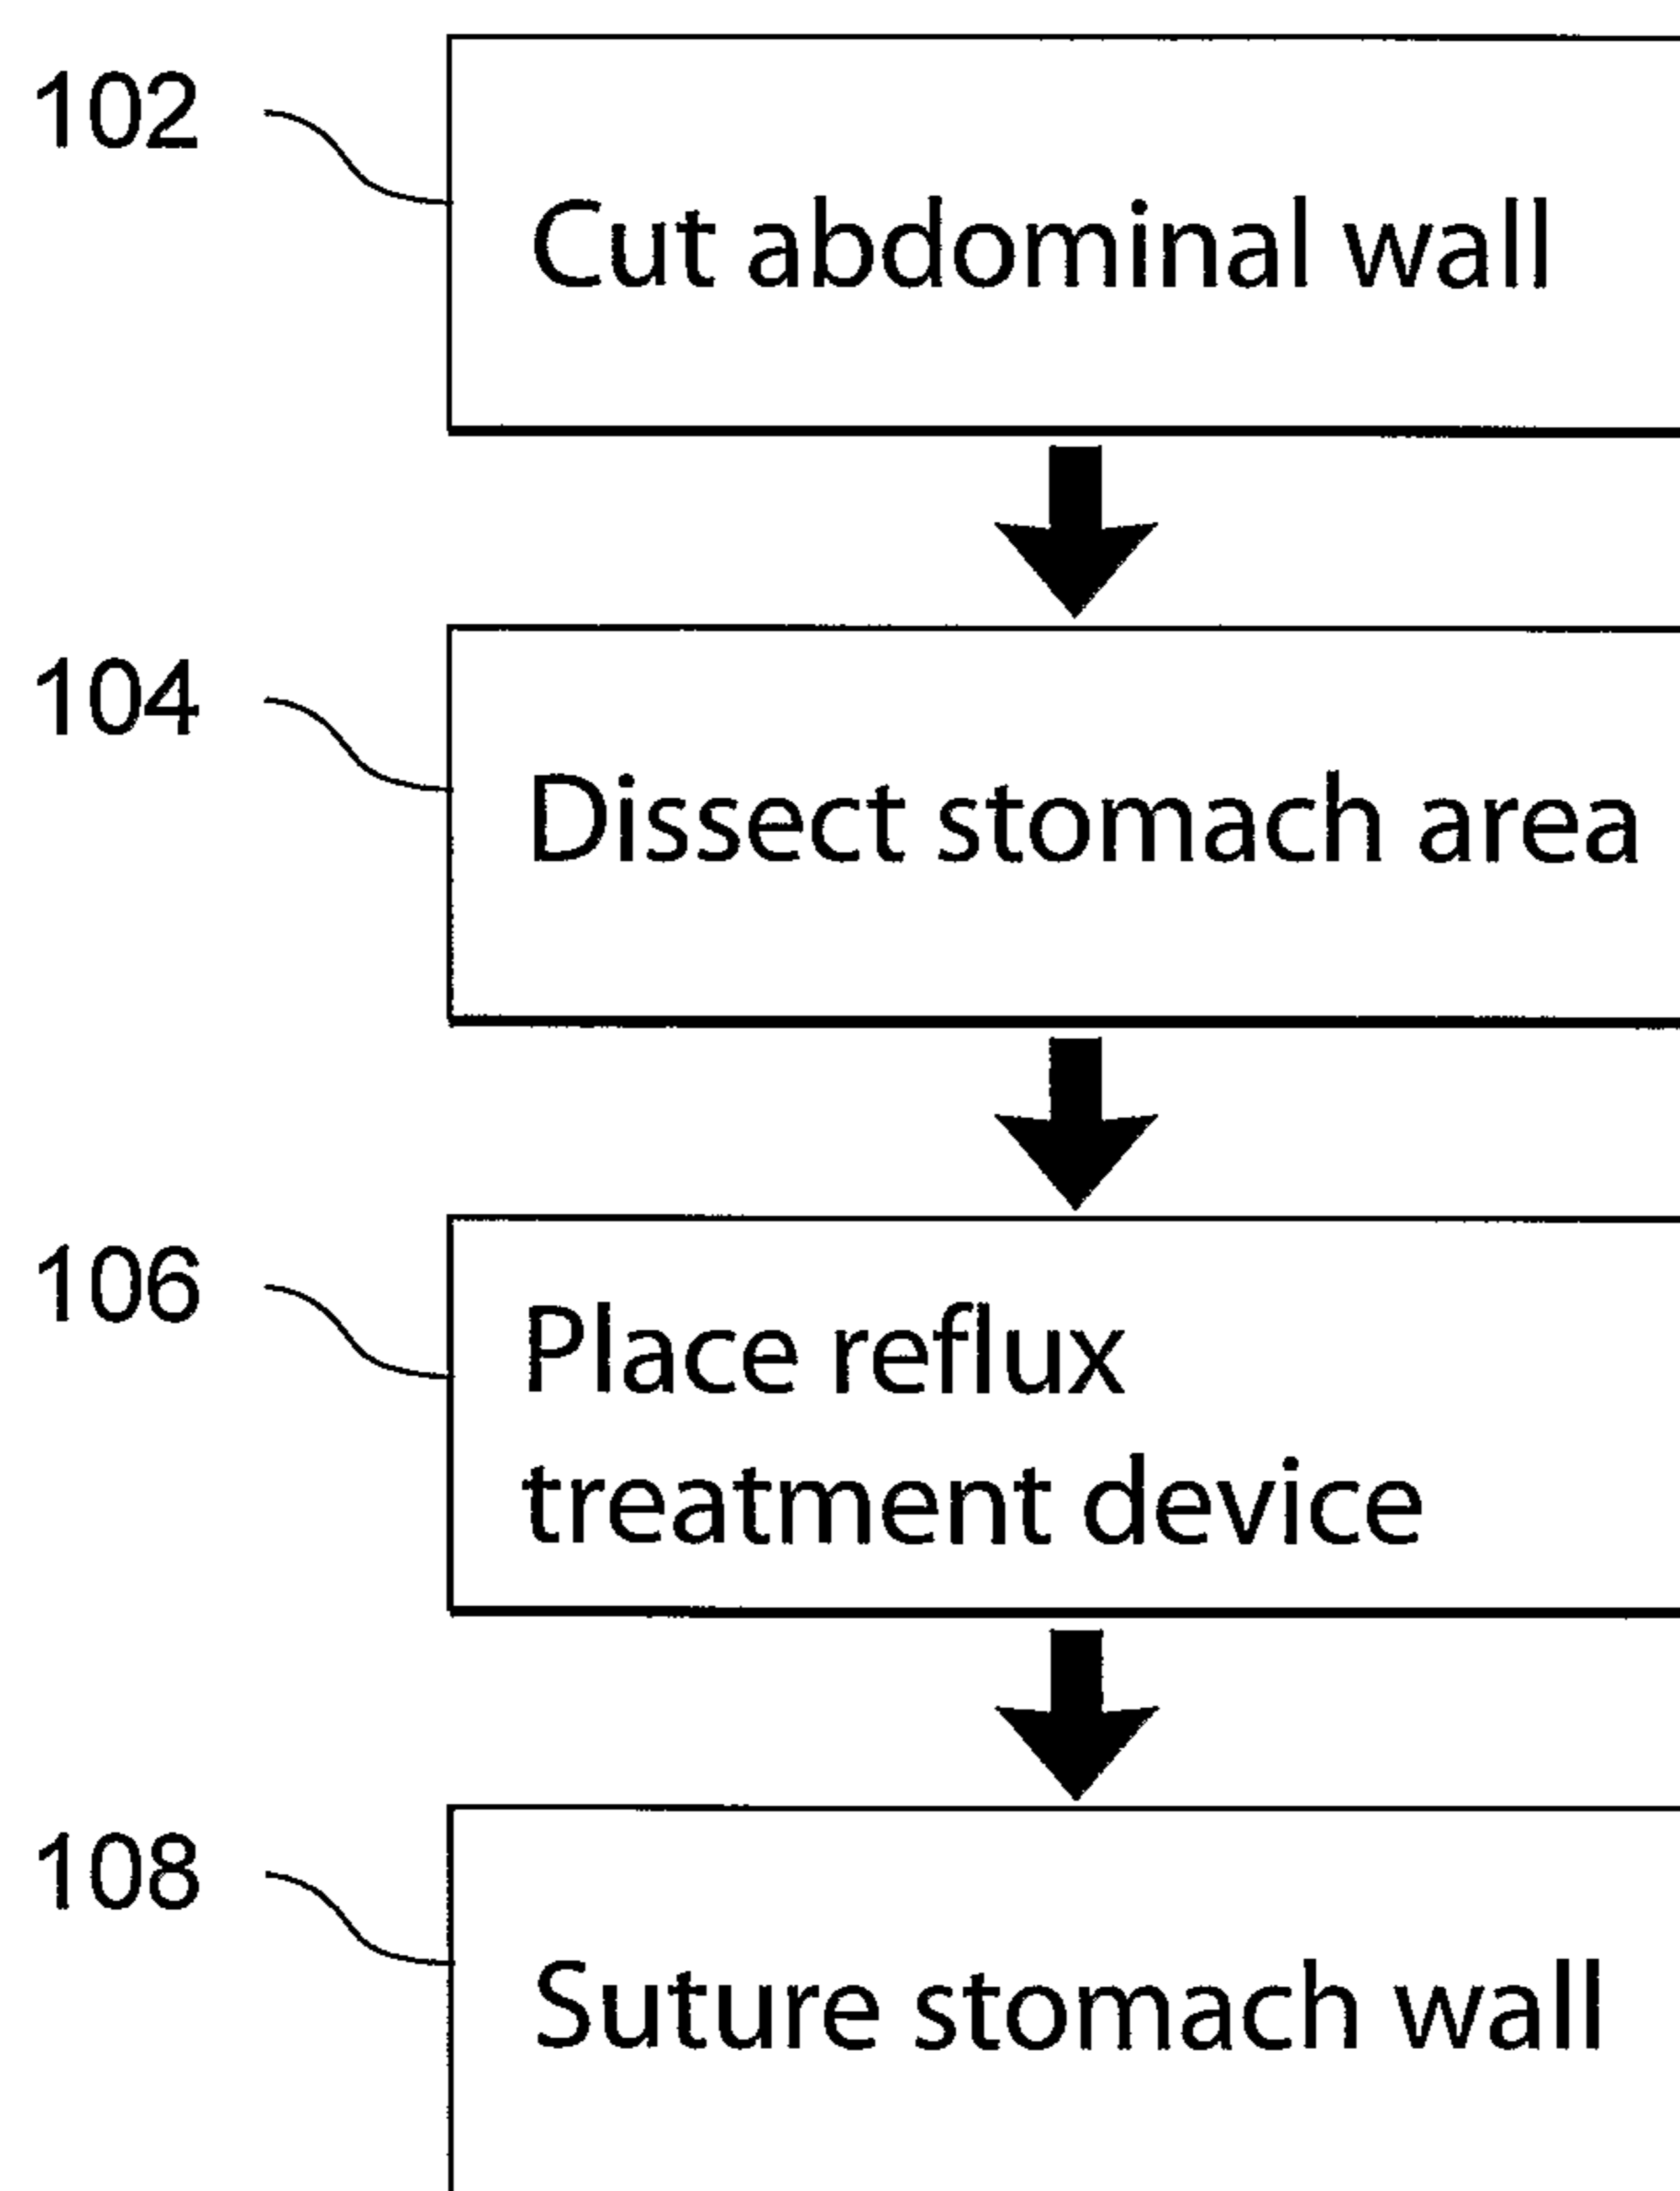 102
Cut abdominal wall
104
Dissect stomach area
106
Place reflux
treatment device
108
Suture stomach wall